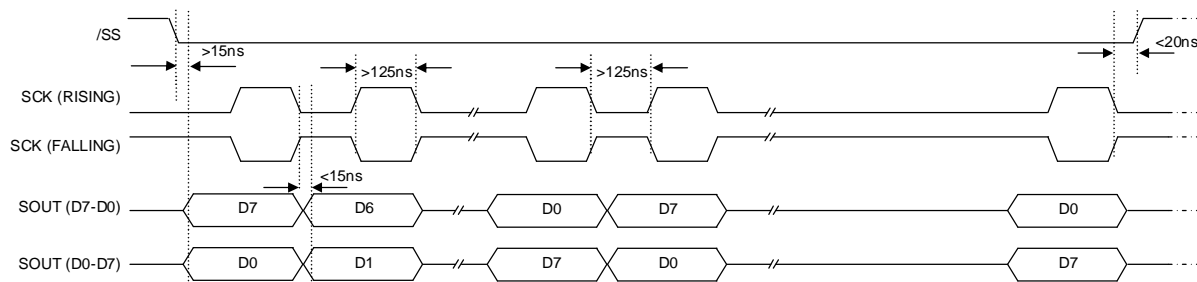 /SS
>15ns
<20ns
>125ns
>125ns
SCK (RISING)
SCK (FALLING)
<15ns
SOUT (D7-D0)
D7
D6
D0
D7
D0
SOUT (D0-D7)
D0
D1
D7
D0
D7